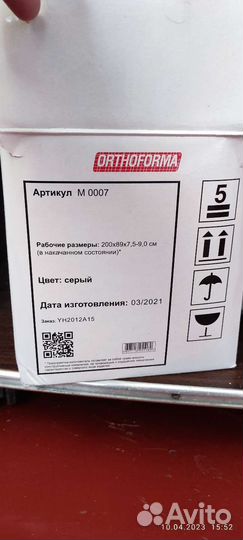 ORTHOFORMA
Артикул М 0007
Рабочие размеры: 200x89x7,5-9,0 см
(в накачанном состоянии)*
Цвет: серый
Дата изготовления: 03/2021
Заказ: YH2012A15
5
Avito
10.04.2023 15:52